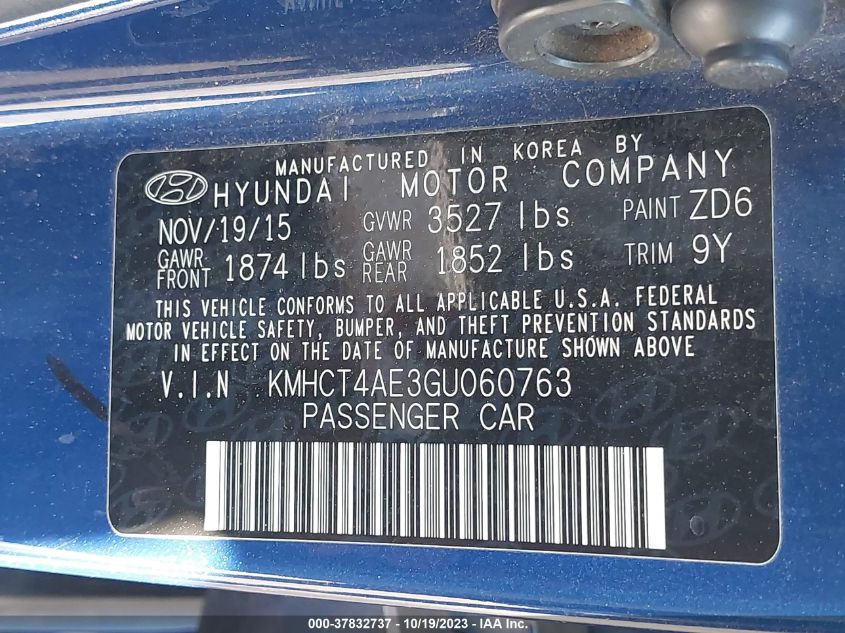 MANUFACTURED IN KOREA BY
HYUNDAI MOTOR COMPANY
NOV/19/15 GVWR 3527 lbs PAINT ZD6
GAWR FRONT 1874 lbs GAWR REAR 1852 lbs TRIM 9Y
THIS VEHICLE CONFORMS TO ALL APPLICABLE U.S.A. FEDERAL
MOTOR VEHICLE SAFETY, BUMPER, AND THEFT PREVENTION STANDARDS
IN EFFECT ON THE DATE OF MANUFACTURE SHOWN ABOVE
V.I.N KMHCT4AE3GU060763
PASSENGER CAR
000-37832737 - 10/19/2023 - IAA Inc.